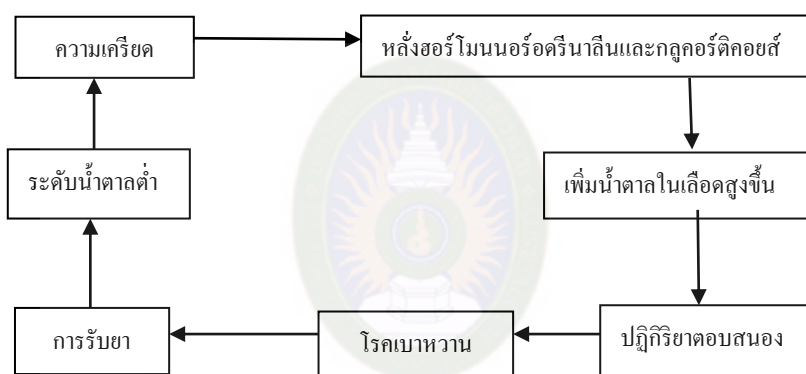 ความเครียด
หลั่งฮอร์โมนนอร์อดรีนาลีนและกลูคอร์ติคอยส์
เพิ่มน้ำตาลในเลือดสูงขึ้น
ปฏิกิริยาตอบสนอง
โรคเบาหวาน
การรับยา
ระดับน้ำตาลต่ำ